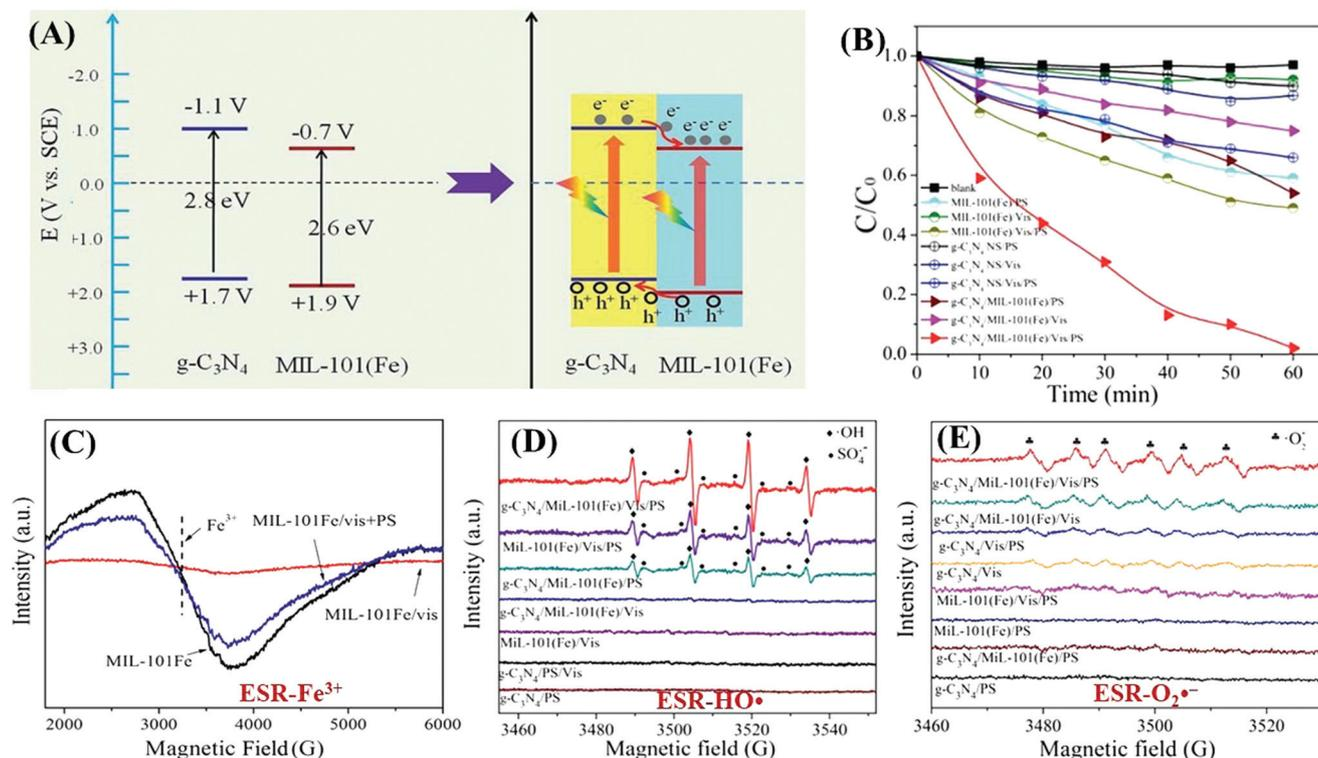 (A)
E (V vs. SCE)
-2.0
-1.0
0.0
+1.0
+2.0
+3.0
-1.1 V
-0.7 V
2.8 eV
2.6 eV
+1.7 V
+1.9 V
g-C₃N₄ MIL-101(Fe)
e⁻ e⁻
e⁻ e⁻ e⁻
h⁺ h⁺ h⁺
h⁺ h⁺ h⁺
g-C₃N₄ MIL-101(Fe)
(B)
C/C₀
1.0
0.8
0.6
0.4
0.2
0.0
blank
MIL-101(Fe) PS
MIL-101(Fe) Vis
MIL-101(Fe) Vis/PS
g-C₃N₄ NS/PS
g-C₃N₄ NS/Vis
g-C₃N₄ NS/Vis/PS
g-C₃N₄/MIL-101(Fe)/PS
g-C₃N₄/MIL-101(Fe)/Vis
g-C₃N₄/MIL-101(Fe)/Vis/PS
0 10 20 30 40 50 60
Time (min)
(C)
Intensity (a.u.)
Fe³⁺
MIL-101Fe/vis+PS
MIL-101Fe/vis
MIL-101Fe
ESR-Fe³⁺
2000 3000 4000 5000 6000
Magnetic Field (G)
(D)
Intensity (a.u.)
·OH
SO₄·⁻
g-C₃N₄/MiL-101(Fe)/Vis/PS
MiL-101(Fe)/Vis/PS
g-C₃N₄/MiL-101(Fe)/PS
g-C₃N₄/MiL-101(Fe)/Vis
MiL-101(Fe)/Vis
g-C₃N₄/PS/Vis
g-C₃N₄/PS
ESR-HO•
3460 3480 3500 3520 3540
Magnetic field (G)
(E)
Intensity (a.u.)
·O₂⁻
g-C₃N₄/MiL-101(Fe)/Vis/PS
g-C₃N₄/MiL-101(Fe)/Vis
g-C₃N₄/Vis/PS
g-C₃N₄/Vis
MiL-101(Fe)/Vis/PS
MiL-101(Fe)/PS
g-C₃N₄/MiL-101(Fe)/PS
g-C₃N₄/PS
ESR-O₂•⁻
3460 3480 3500 3520
Magnetic field (G)